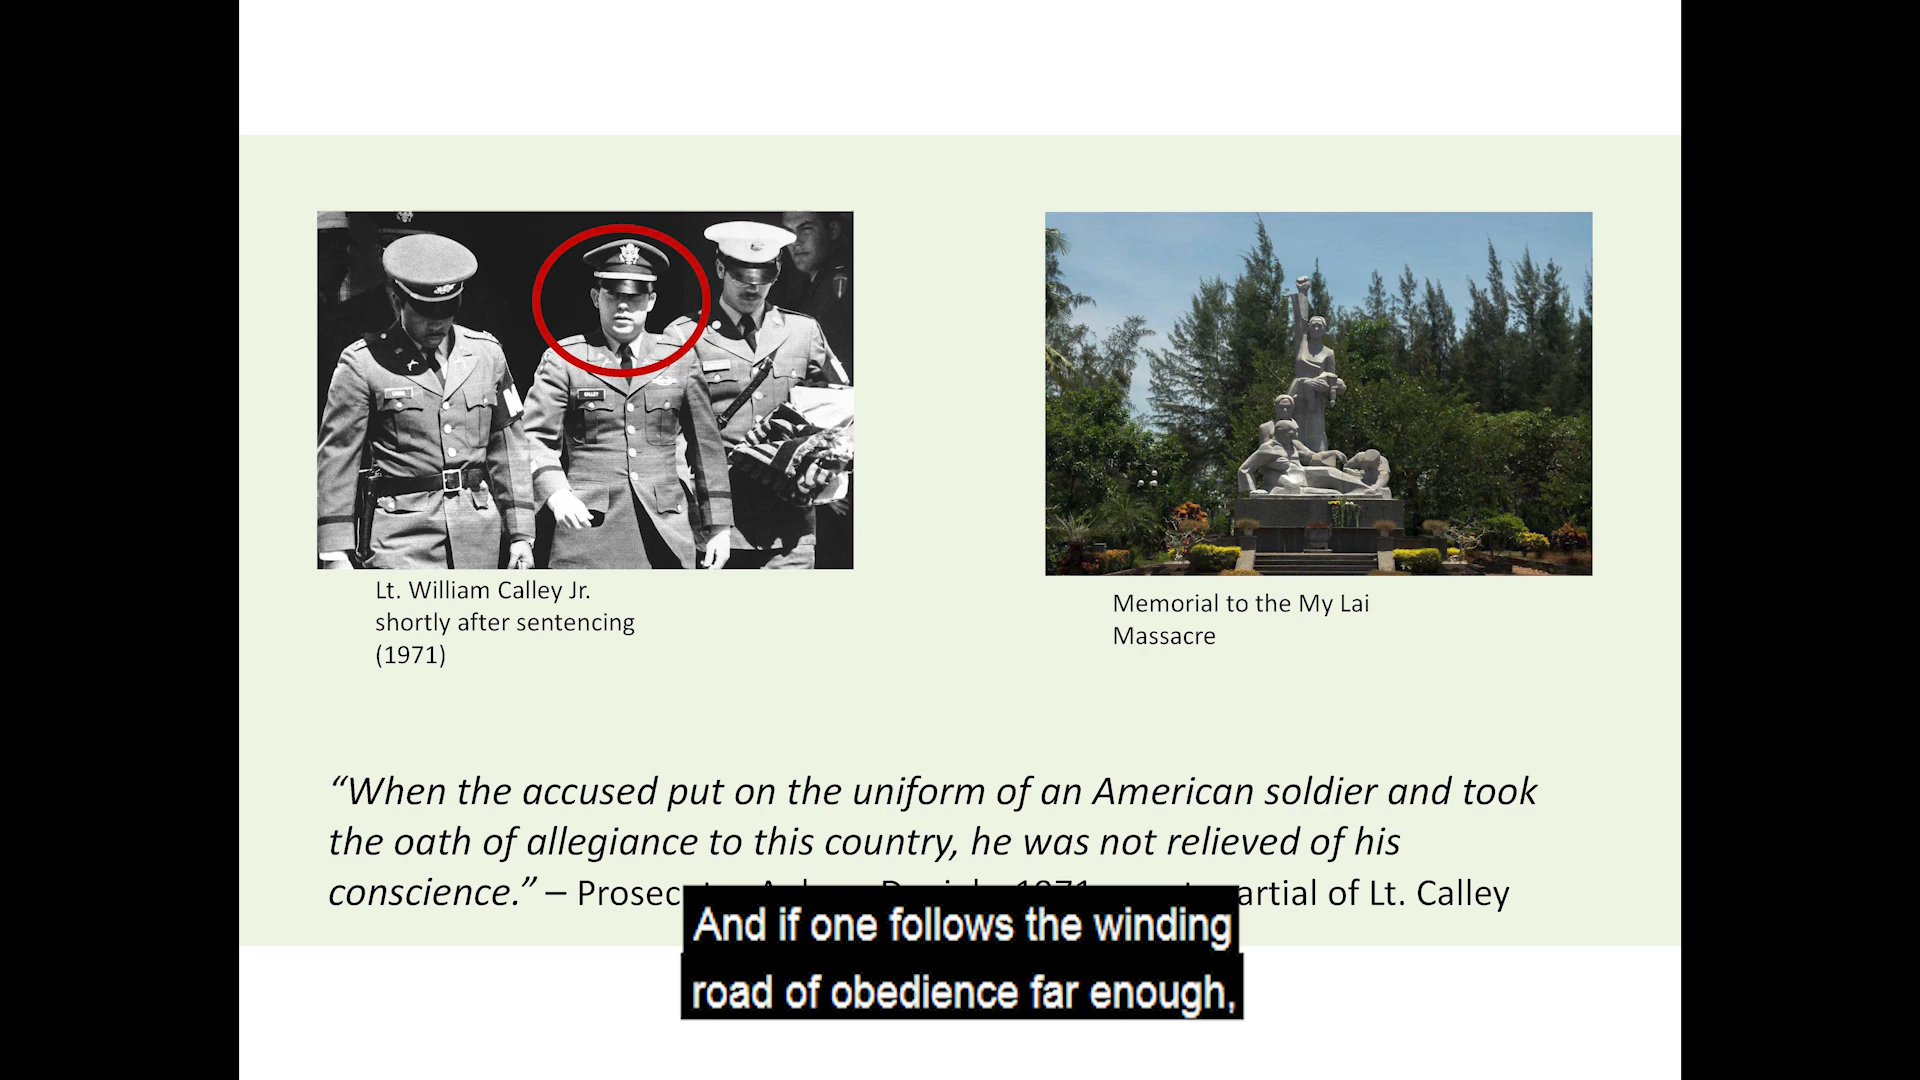 CALLEY
Lt. William Calley Jr.
shortly after sentencing
(1971)
Memorial to the My Lai
Massacre
“When the accused put on the uniform of an American soldier and took
the oath of allegiance to this country, he was not relieved of his
conscience.” – Prosec 1971 artial of Lt. Calley
And if one follows the winding
road of obedience far enough,